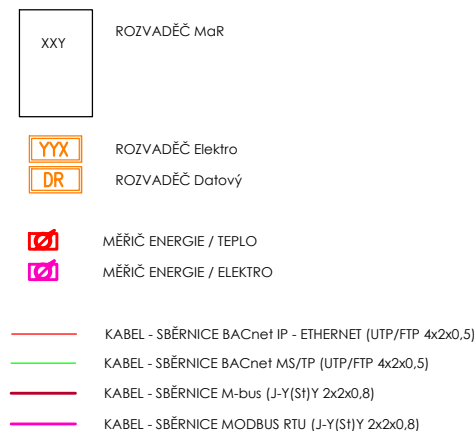 XXY
ROZVADĚČ MaR
YYX
ROZVADĚČ Elektro
DR
ROZVADĚČ Datový
MĚŘIČ ENERGIE / TEPLO
MĚŘIČ ENERGIE / ELEKTRO
KABEL - SBĚRNICE BACnet IP - ETHERNET (UTP/FTP 4x2x0,5)
KABEL - SBĚRNICE BACnet MS/TP (UTP/FTP 4x2x0,5)
KABEL - SBĚRNICE M-bus (J-Y(St)Y 2x2x0,8)
KABEL - SBĚRNICE MODBUS RTU (J-Y(St)Y 2x2x0,8)